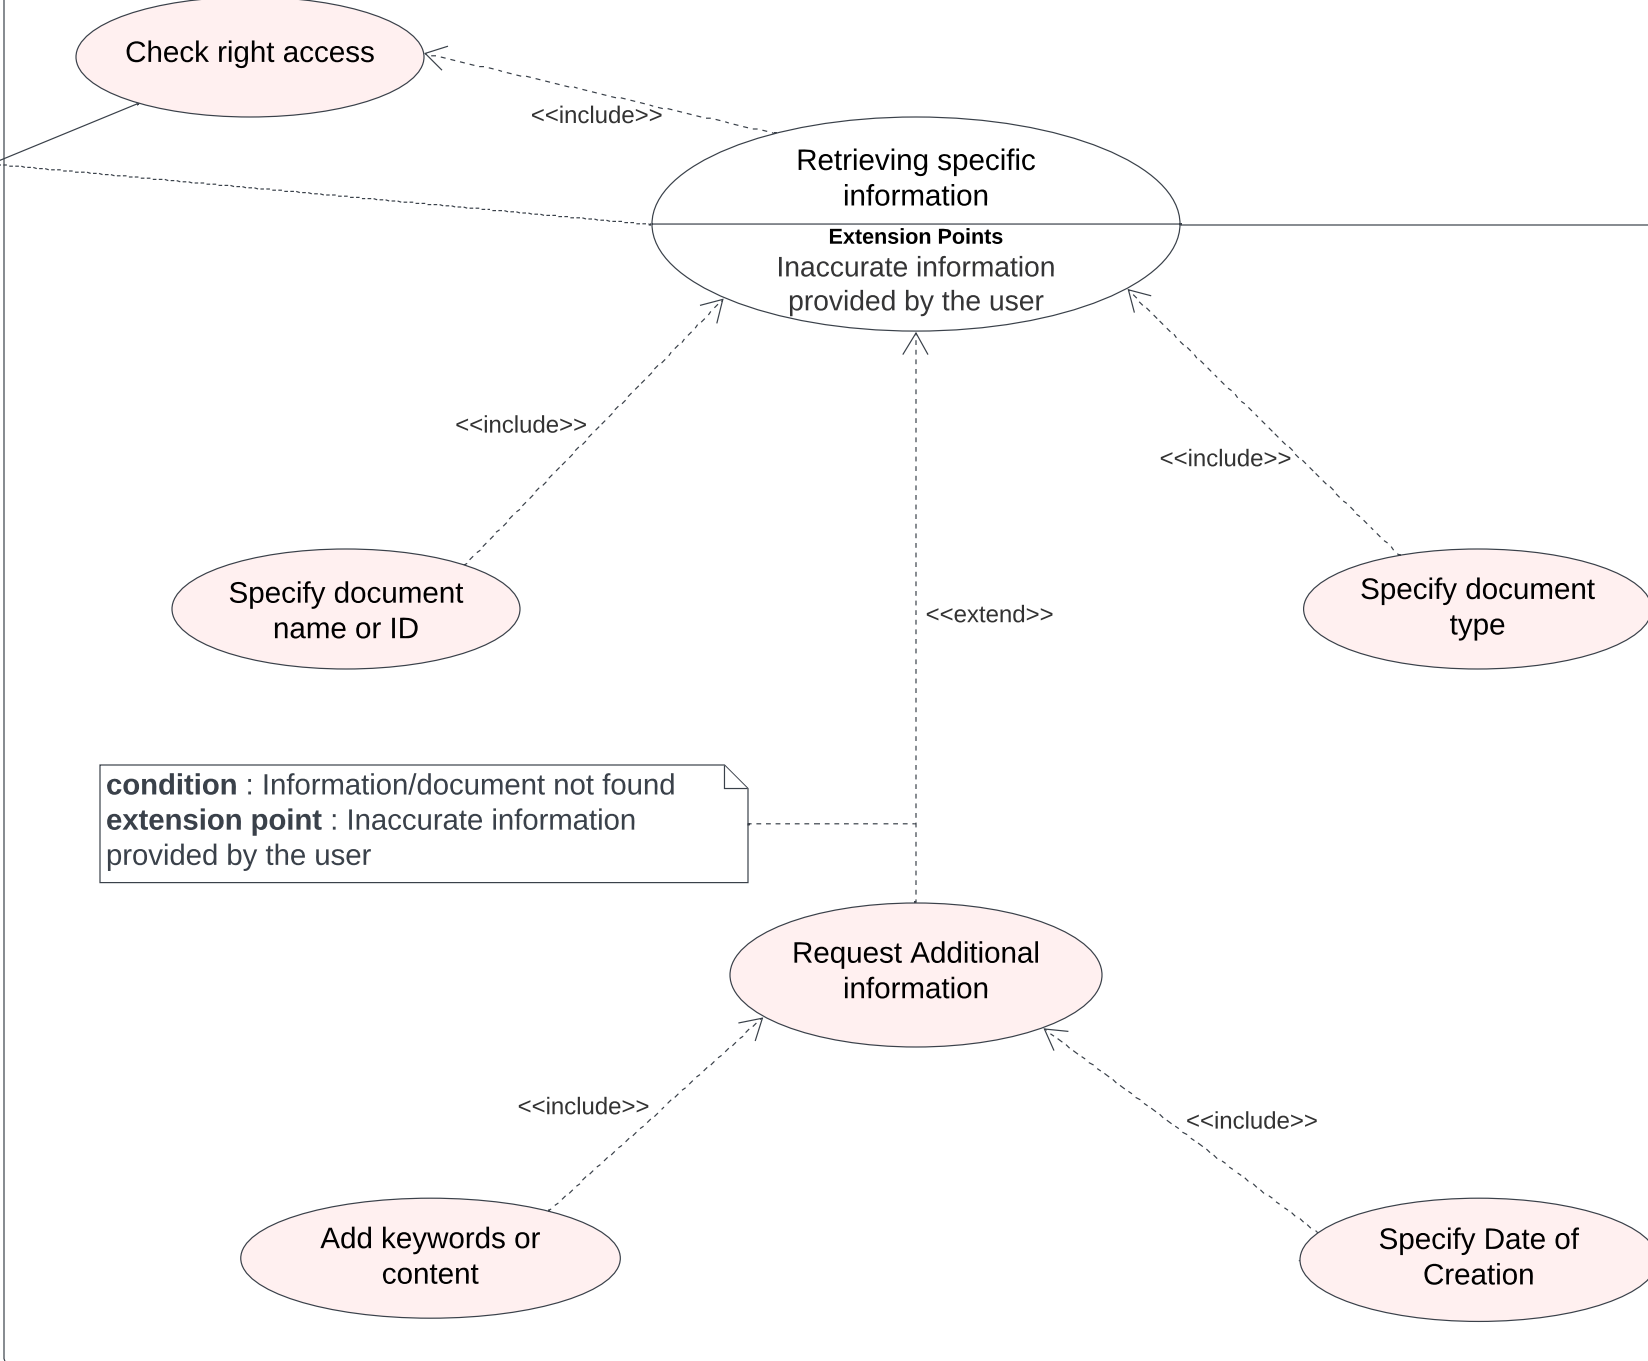 Check right access
<<include>>
Retrieving specific
information
Extension Points
Inaccurate information
provided by the user
<<include>>
<<include>>
Specify document
name or ID
<<extend>>
Specify document
type
condition : Information/document not found
extension point : Inaccurate information
provided by the user
Request Additional
information
<<include>>
<<include>>
Add keywords or
content
Specify Date of
Creation